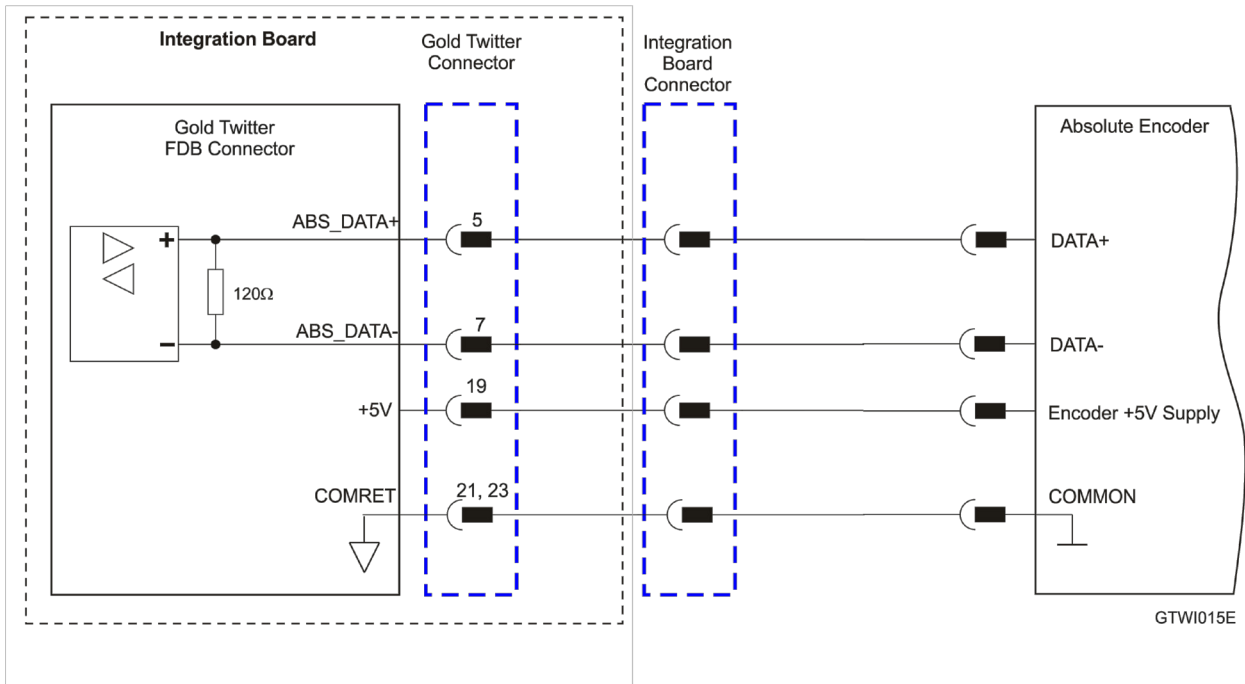 Integration Board
Gold Twitter
Connector
Integration
Board
Connector
Gold Twitter
FDB Connector
Absolute Encoder
ABS_DATA+
5
+
DATA+
120Ω
ABS_DATA-
7
-
DATA-
+5V
19
Encoder +5V Supply
COMRET
21, 23
COMMON
GTWI015E